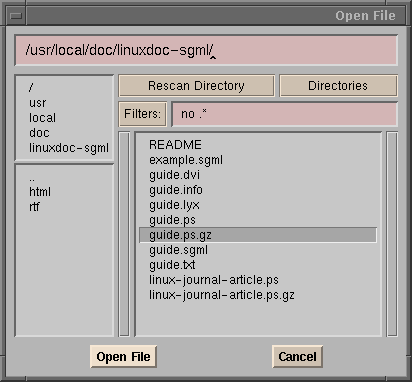 Open File
/usr/local/doc/linuxdoc-sgml/
/
usr
local
doc
linuxdoc-sgml
..
html
rtf
Rescan Directory
Directories
Filters:
no .*
README
example.sgml
guide.dvi
guide.info
guide.lyx
guide.ps
guide.ps.gz
guide.sgml
guide.txt
linux-journal-article.ps
linux-journal-article.ps.gz
Open File
Cancel